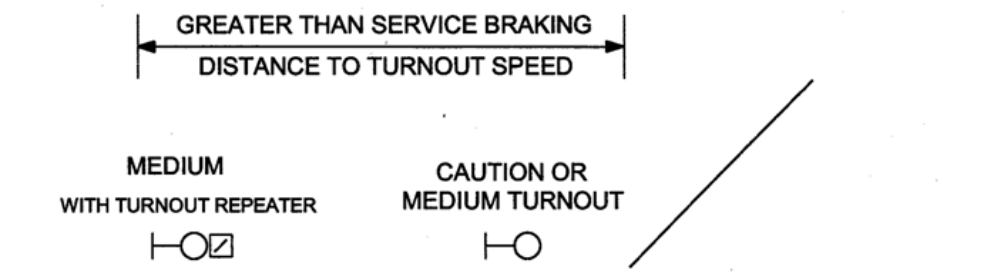 GREATER THAN SERVICE BRAKING
DISTANCE TO TURNOUT SPEED
MEDIUM
WITH TURNOUT REPEATER
CAUTION OR
MEDIUM TURNOUT